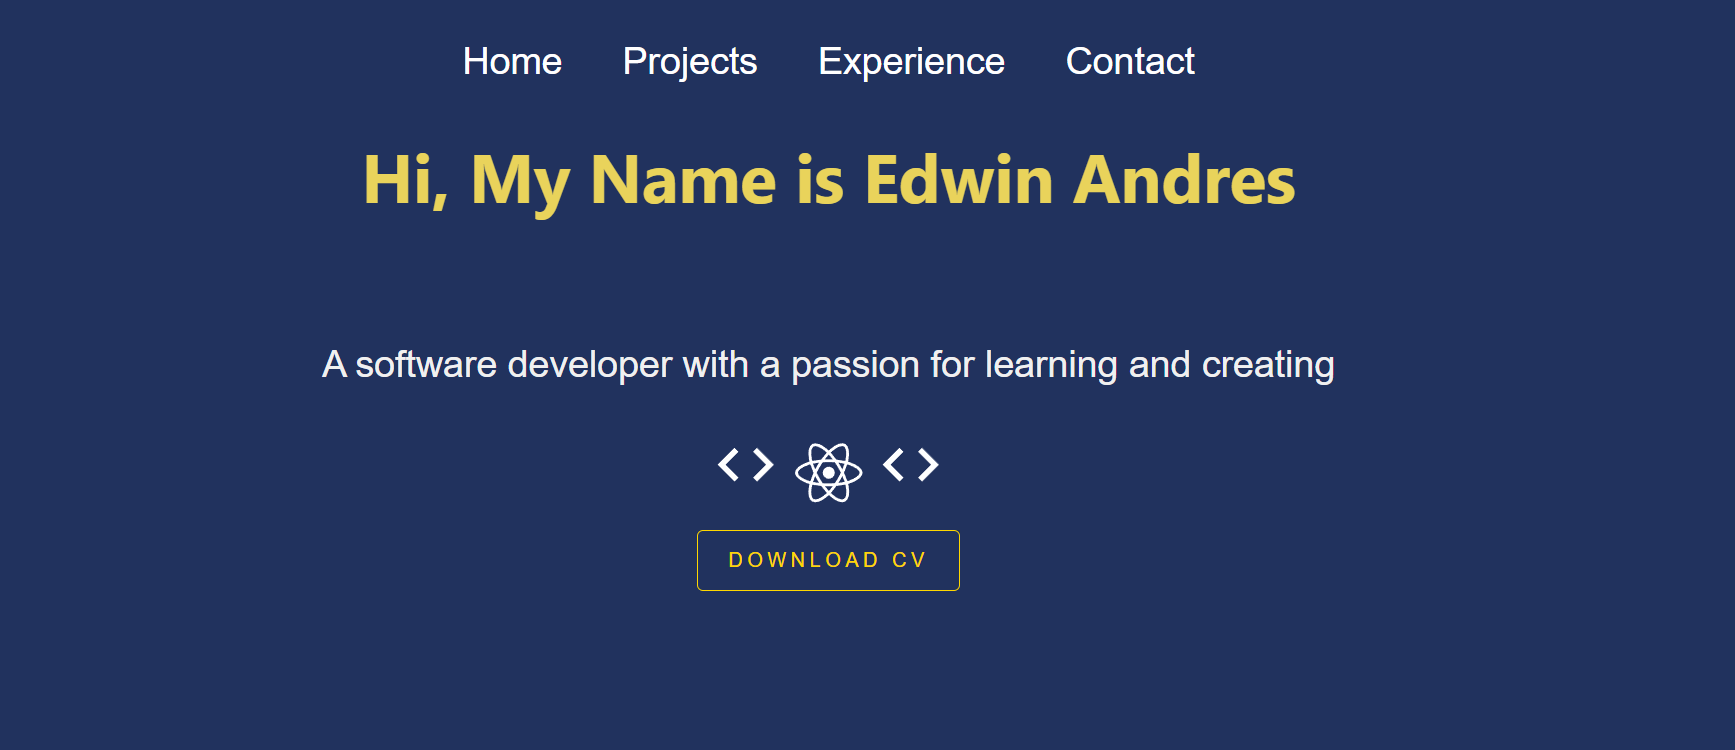 Home Projects Experience Contact
Hi, My Name is Edwin Andres
A software developer with a passion for learning and creating
DOWNLOAD CV